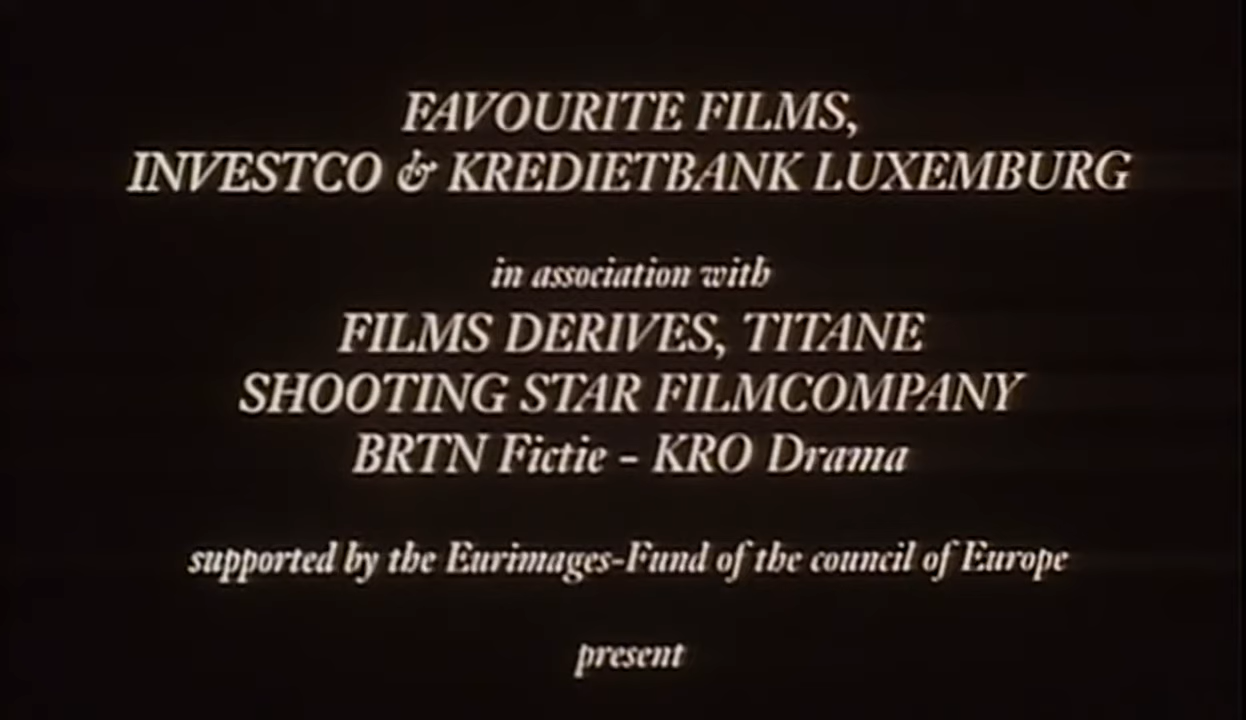 FAVOURITE FILMS,
INVESTCO & KREDIETBANK LUXEMBURG
in association with
FILMS DERIVES, TITANE
SHOOTING STAR FILMCOMPANY
BRTN Fictie - KRO Drama
supported by the Eurimages-Fund of the council of Europe
present